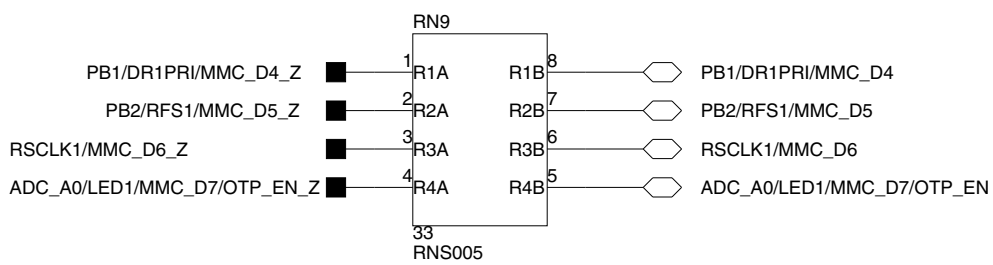 RN9
PB1/DR1PRI/MMC_D4_Z 1 R1A R1B 8 PB1/DR1PRI/MMC_D4
PB2/RFS1/MMC_D5_Z 2 R2A R2B 7 PB2/RFS1/MMC_D5
RSCLK1/MMC_D6_Z 3 R3A R3B 6 RSCLK1/MMC_D6
ADC_A0/LED1/MMC_D7/OTP_EN_Z 4 R4A R4B 5 ADC_A0/LED1/MMC_D7/OTP_EN
33
RNS005